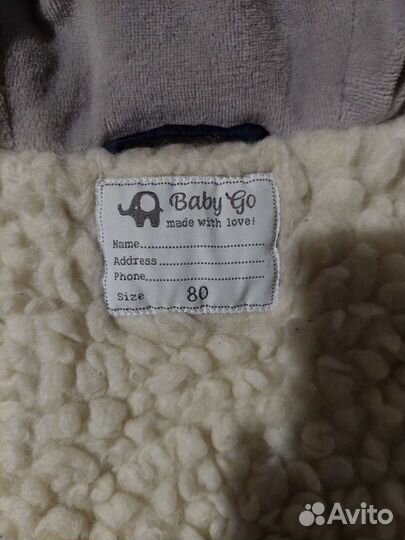 Baby Go
made with love!
Name
Address
Phone
Size 80
Avito